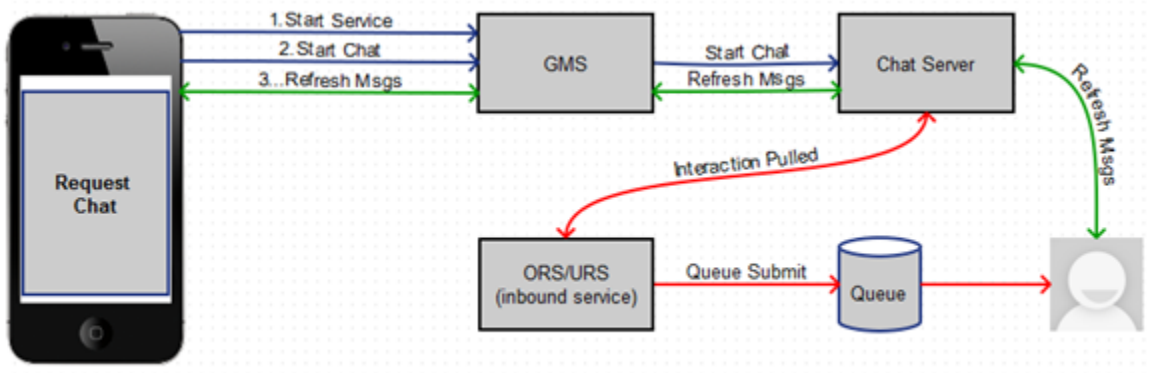 1.Start Service
2.Start Chat
3...Refresh Msgs
Request
Chat
GMS
Start Chat
Refresh Msgs
Chat Server
Refresh Msgs
Interaction Pulled
ORS/URS
(inbound service)
Queue Submit
Queue